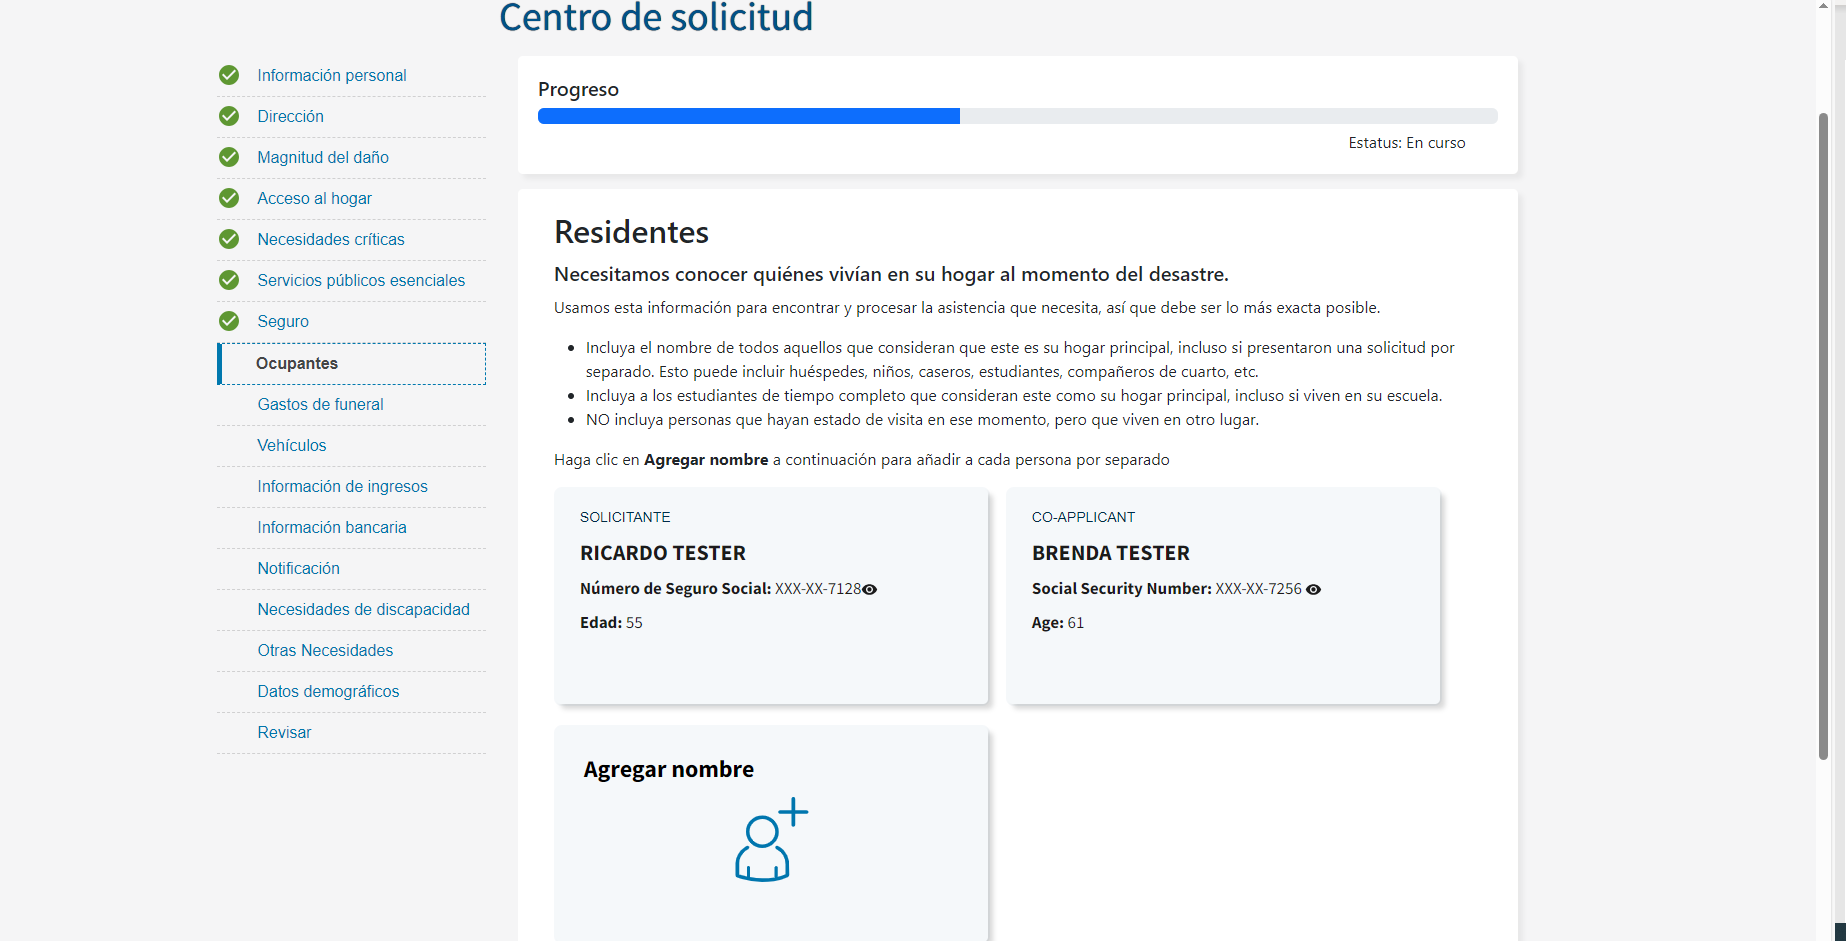 Centro de solicitud
Información personal
Dirección
Magnitud del daño
Acceso al hogar
Necesidades críticas
Servicios públicos esenciales
Seguro
Ocupantes
Gastos de funeral
Vehículos
Información de ingresos
Información bancaria
Notificación
Necesidades de discapacidad
Otras Necesidades
Datos demográficos
Revisar
Progreso
Estatus: En curso
Residentes
Necesitamos conocer quiénes vivían en su hogar al momento del desastre.
Usamos esta información para encontrar y procesar la asistencia que necesita, así que debe ser lo más exacta posible.
Incluya el nombre de todos aquellos que consideran que este es su hogar principal, incluso si presentaron una solicitud por
separado. Esto puede incluir huéspedes, niños, caseros, estudiantes, compañeros de cuarto, etc.
Incluya a los estudiantes de tiempo completo que consideran este como su hogar principal, incluso si viven en su escuela.
NO incluya personas que hayan estado de visita en ese momento, pero que viven en otro lugar.
Haga clic en Agregar nombre a continuación para añadir a cada persona por separado
SOLICITANTE
RICARDO TESTER
Número de Seguro Social: XXX-XX-7128
Edad: 55
CO-APPLICANT
BRENDA TESTER
Social Security Number: XXX-XX-7256
Age: 61
Agregar nombre